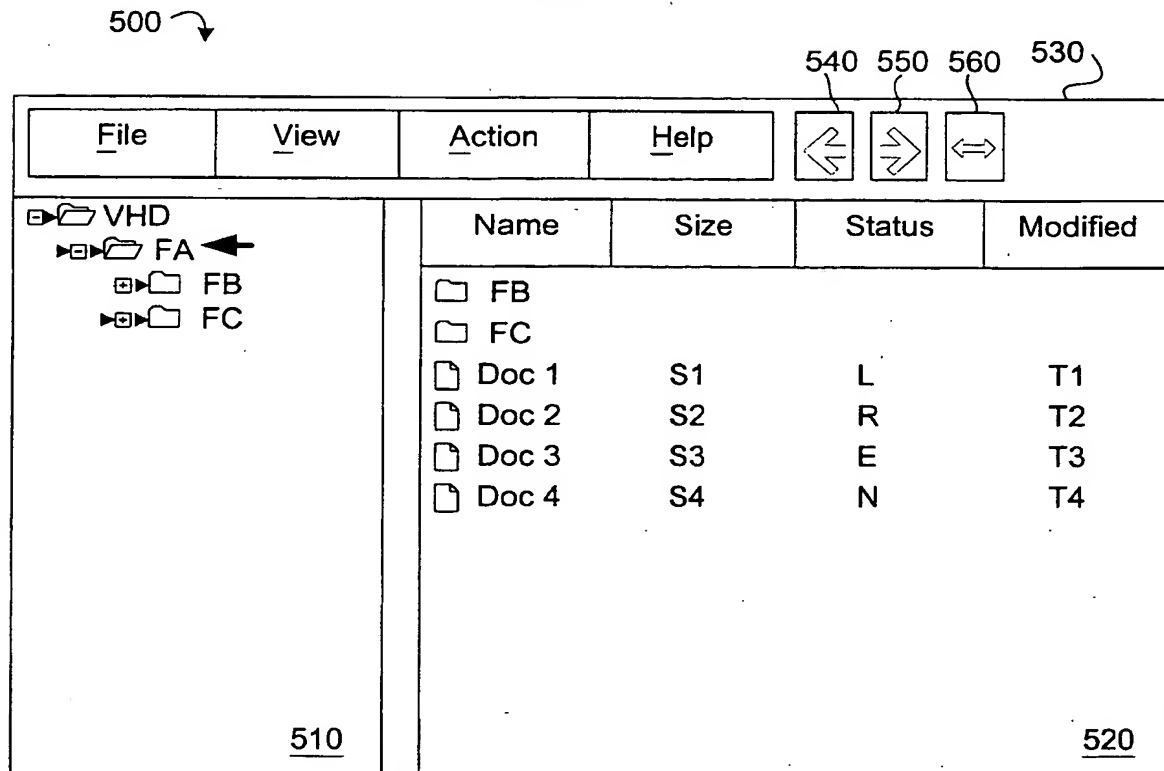 500
540 550 560 530
File View Action Help
VHD
FA
FB
FC
Name Size Status Modified
FB
FC
Doc 1 S1 L T1
Doc 2 S2 R T2
Doc 3 S3 E T3
Doc 4 S4 N T4
510
520